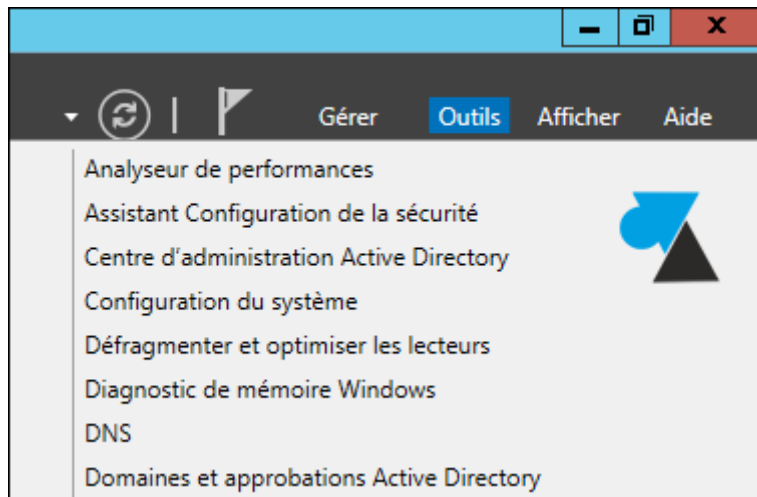 Gérer Outils Afficher Aide
Analyseur de performances
Assistant Configuration de la sécurité
Centre d’administration Active Directory
Configuration du système
Défragmenter et optimiser les lecteurs
Diagnostic de mémoire Windows
DNS
Domaines et approbations Active Directory